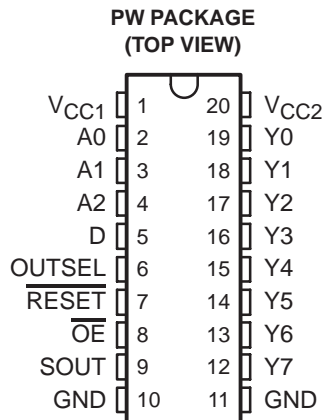 PW PACKAGE
(TOP VIEW)
VCC1 1 20 VCC2
A0 2 19 Y0
A1 3 18 Y1
A2 4 17 Y2
D 5 16 Y3
OUTSEL 6 15 Y4
RESET 7 14 Y5
OE 8 13 Y6
SOUT 9 12 Y7
GND 10 11 GND